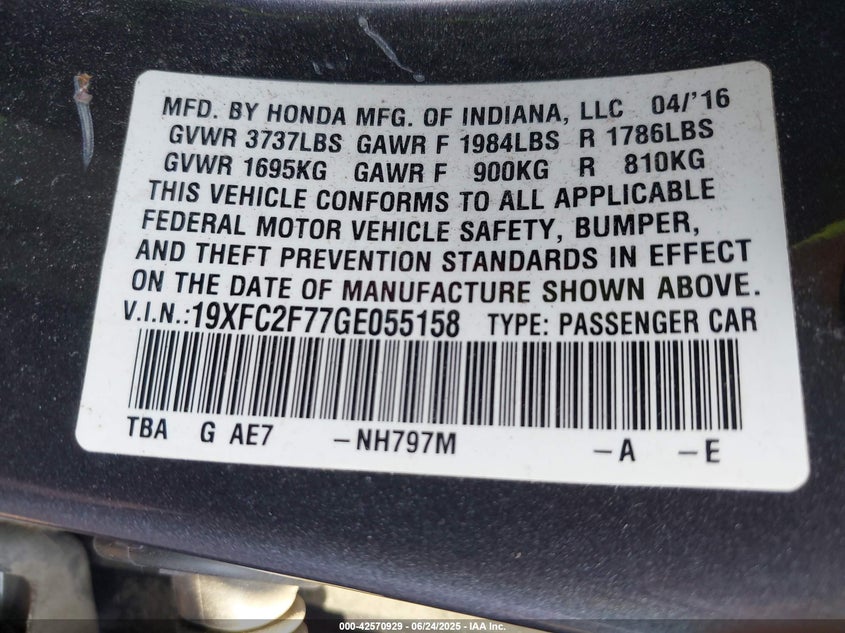 MFD. BY HONDA MFG. OF INDIANA, LLC 04/'16
GVWR 3737LBS GAWR F 1984LBS R 1786LBS
GVWR 1695KG GAWR F 900KG R 810KG
THIS VEHICLE CONFORMS TO ALL APPLICABLE
FEDERAL MOTOR VEHICLE SAFETY, BUMPER,
AND THEFT PREVENTION STANDARDS IN EFFECT
ON THE DATE OF MANUFACTURE SHOWN ABOVE.
V.I.N.:19XFC2F77GE055158 TYPE: PASSENGER CAR
TBA G AE7 –NH797M –A –E
000-42570929 - 06/24/2025 - IAA Inc.